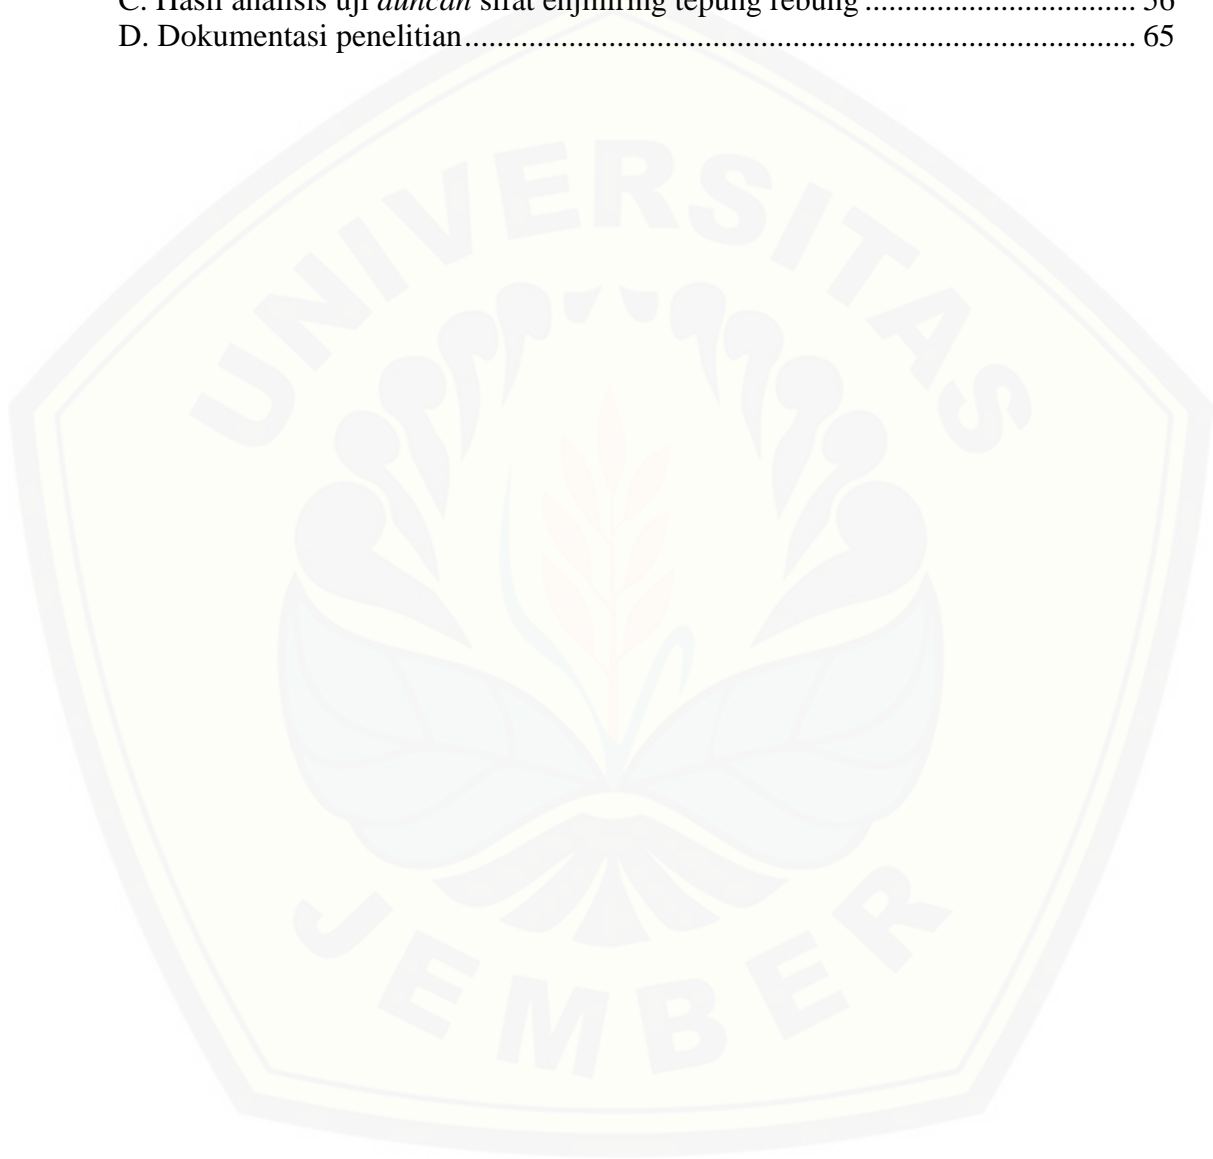 C. Hasil analisis uji duncan sifat enjiniring tepung rebung .................................. 56
D. Dokumentasi penelitian.................................................................................... 65
UNIVERSITAS
JEMBER